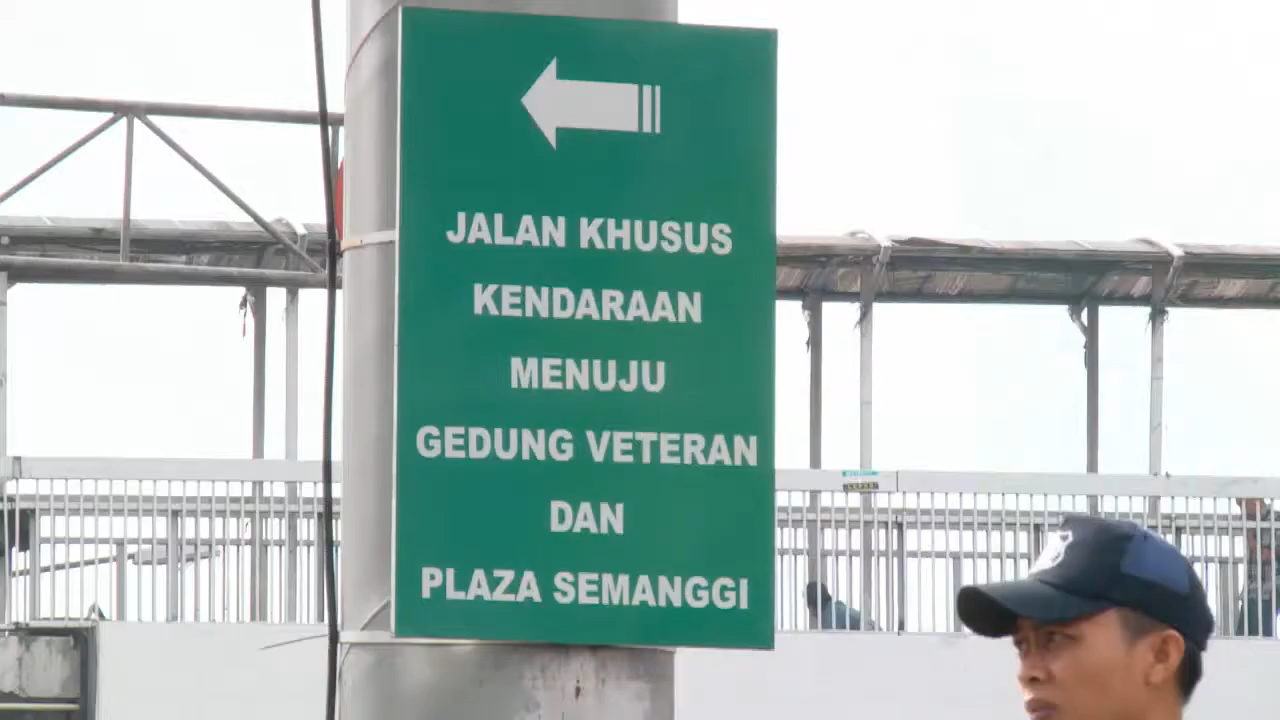 JALAN KHUSUS
KENDARAAN
MENUJU
GEDUNG VETERAN
DAN
PLAZA SEMANGGI